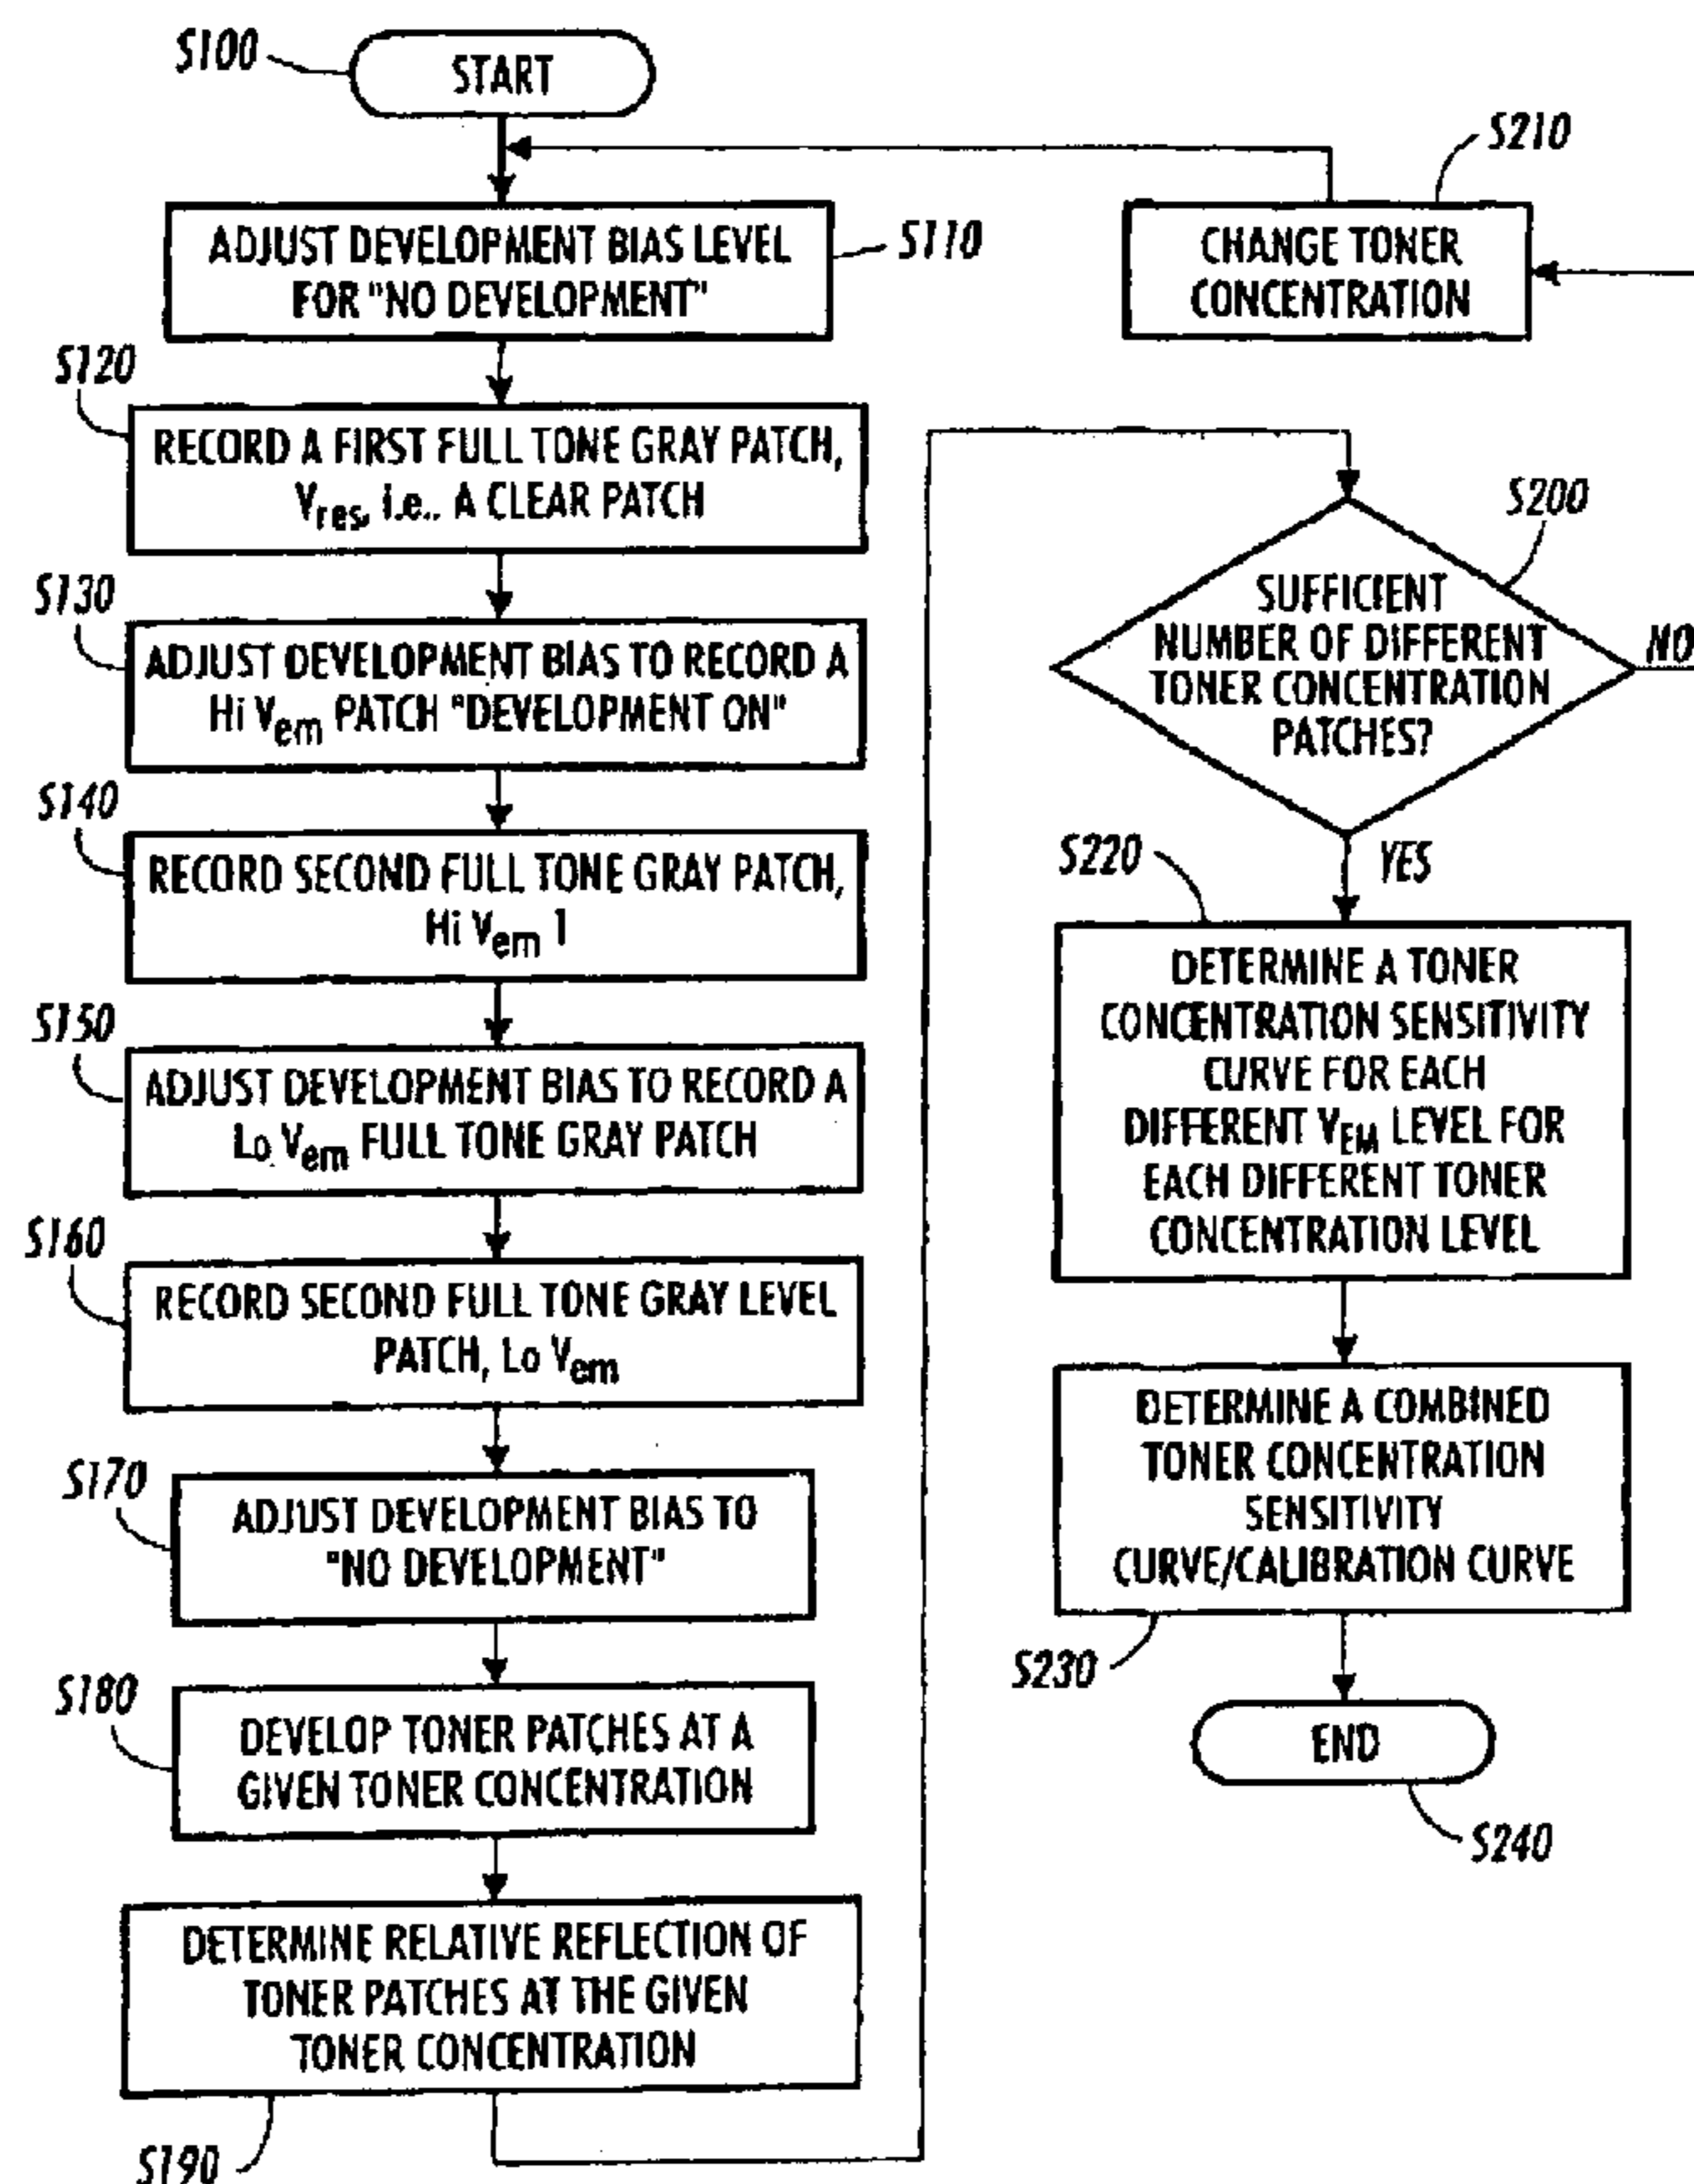 S100
START
ADJUST DEVELOPMENT BIAS LEVEL
FOR "NO DEVELOPMENT"
S110
S120
RECORD A FIRST FULL TONE GRAY PATCH,
Vres, i.e.. A CLEAR PATCH
S130
ADJUST DEVELOPMENT BIAS TO RECORD A
Hi Vem PATCH "DEVELOPMENT ON"
S140
RECORD SECOND FULL TONE GRAY PATCH,
Hi Vem 1
S150
ADJUST DEVELOPMENT BIAS TO RECORD A
Lo Vem FULL TONE GRAY PATCH
S160
RECORD SECOND FULL TONE GRAY LEVEL
PATCH, Lo Vem
S170
ADJUST DEVELOPMENT BIAS TO
"NO DEVELOPMENT"
S180
DEVELOP TONER PATCHES AT A
GIVEN TONER CONCENTRATION
DETERMINE RELATIVE REFLECTION OF
TONER PATCHES AT THE GIVEN
TONER CONCENTRATION
S190
S210
CHANGE TONER
CONCENTRATION
S200
SUFFICIENT
NUMBER OF DIFFERENT
TONER CONCENTRATION
PATCHES?
NO
YES
S220
DETERMINE A TONER
CONCENTRATION SENSITIVITY
CURVE FOR EACH
DIFFERENT VEM LEVEL FOR
EACH DIFFERENT TONER
CONCENTRATION LEVEL
DETERMINE A COMBINED
TONER CONCENTRATION
SENSITIVITY
CURVE/CALIBRATION CURVE
S230
END
S240